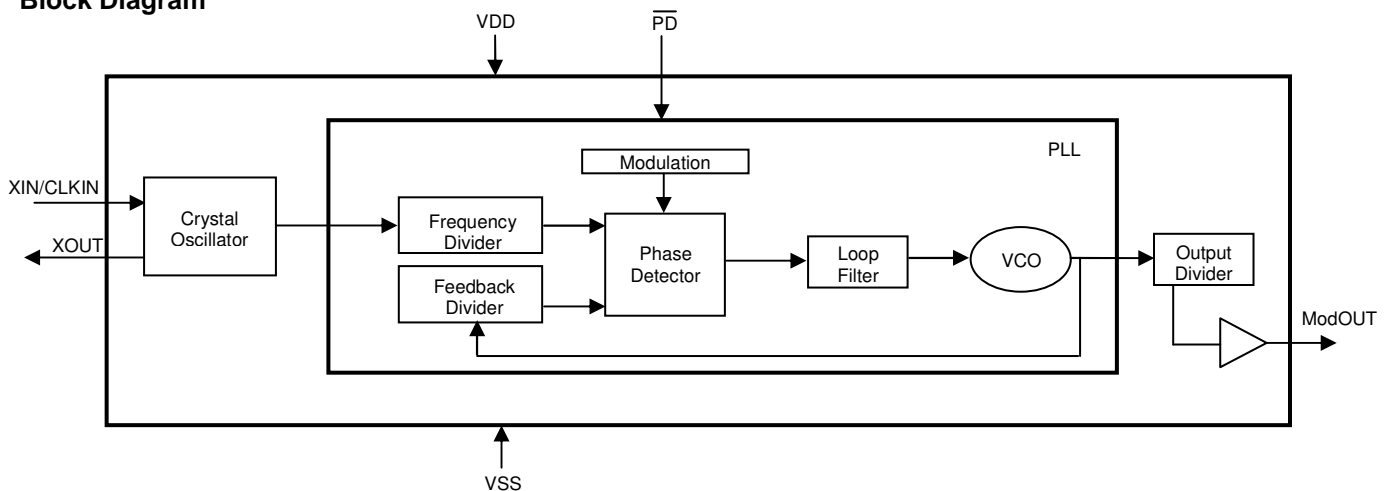 Block Diagram
VDD
PD
PLL
Modulation
XIN/CLKIN
Crystal
Oscillator
XOUT
Frequency
Divider
Feedback
Divider
Phase
Detector
Loop
Filter
VCO
Output
Divider
ModOUT
VSS